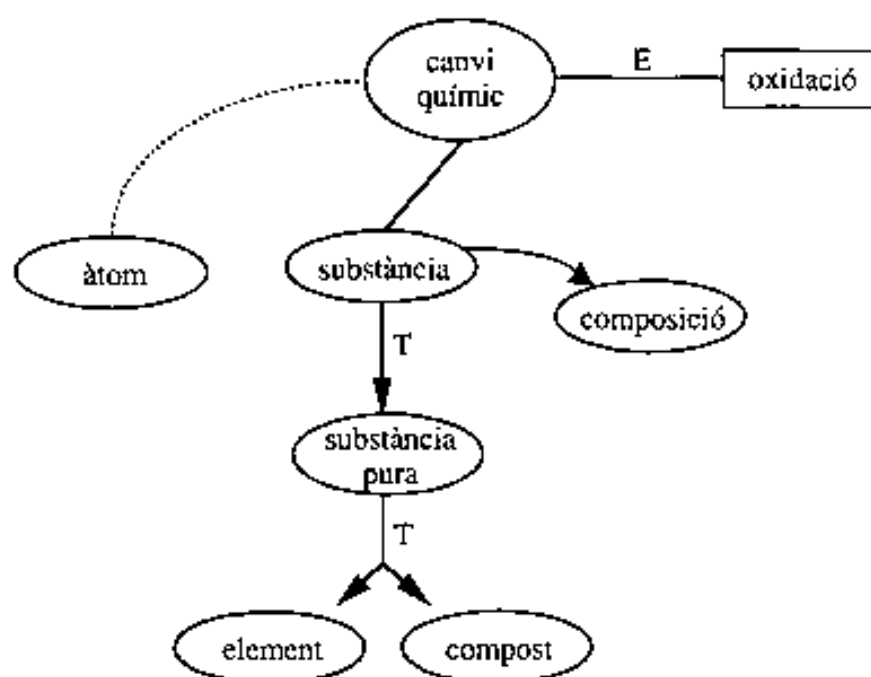 canvi
químic
E
oxidació
àtom
substància
composició
T
substància
pura
T
element
compost